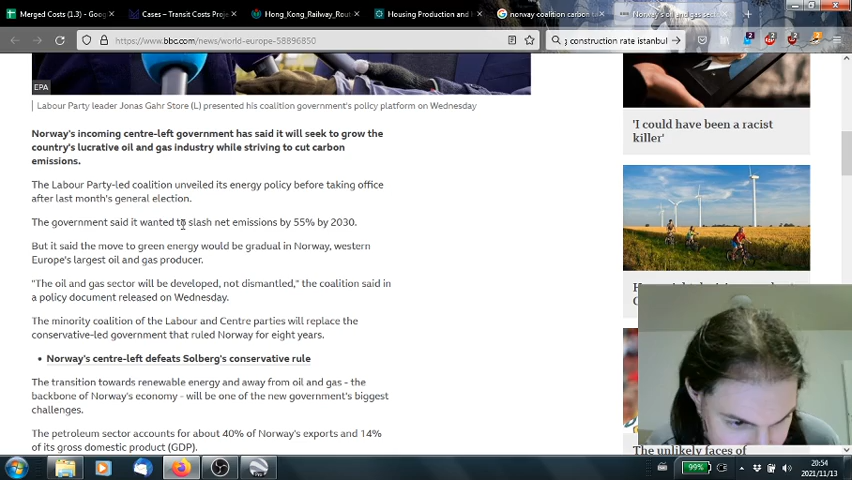 Merged Costs (1.3) - Goog
Cases – Transit Costs Proje
Hong_Kong_Railway_Rout
Housing Production and
norway coalition carbon ta
Norway's oil and gas sect
https://www.bbc.com/news/world-europe-58896850
construction rate istanbul
EPA
Labour Party leader Jonas Gahr Store (L) presented his coalition government's policy platform on Wednesday
Norway's incoming centre-left government has said it will seek to grow the
country's lucrative oil and gas industry while striving to cut carbon
emissions.
The Labour Party-led coalition unveiled its energy policy before taking office
after last month's general election.
The government said it wanted to slash net emissions by 55% by 2030.
But it said the move to green energy would be gradual in Norway, western
Europe's largest oil and gas producer.
"The oil and gas sector will be developed, not dismantled," the coalition said in
a policy document released on Wednesday.
The minority coalition of the Labour and Centre parties will replace the
conservative-led government that ruled Norway for eight years.
• Norway's centre-left defeats Solberg's conservative rule
The transition towards renewable energy and away from oil and gas - the
backbone of Norway's economy - will be one of the new government's biggest
challenges.
The petroleum sector accounts for about 40% of Norway's exports and 14%
of its gross domestic product (GDP).
'I could have been a racist
killer'
The unlikely faces of
99%
20:54
2021/11/13